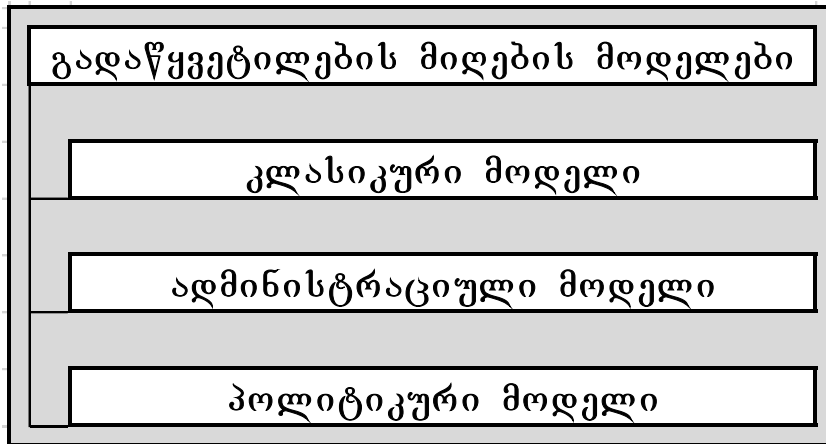 გადაწყვეტილების მიღების მოდელები
კლასიკური მოდელი
ადმინისტრაციული მოდელი
პოლიტიკური მოდელი